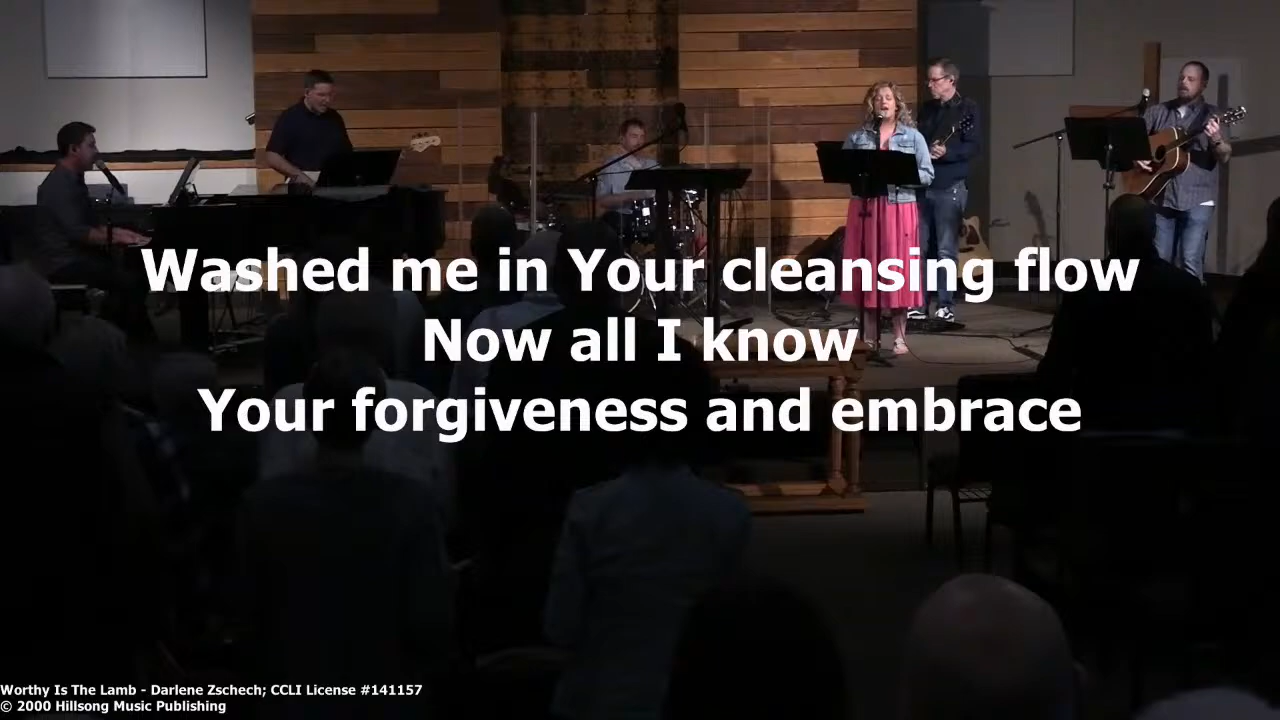 Washed me in Your cleansing flow
Now all I know
Your forgiveness and embrace
Worthy Is The Lamb - Darlene Zschech; CCLI License #141157
© 2000 Hillsong Music Publishing